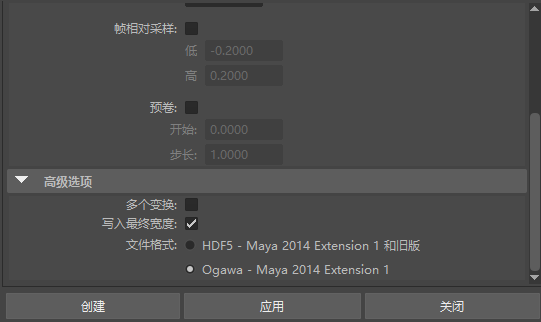 帧相对采样:
低 -0.2000
高 0.2000
预卷:
开始: 0.0000
步长: 1.0000
高级选项
多个变换:
写入最终宽度:
文件格式: HDF5 - Maya 2014 Extension 1 和旧版
Ogawa - Maya 2014 Extension 1
创建 应用 关闭